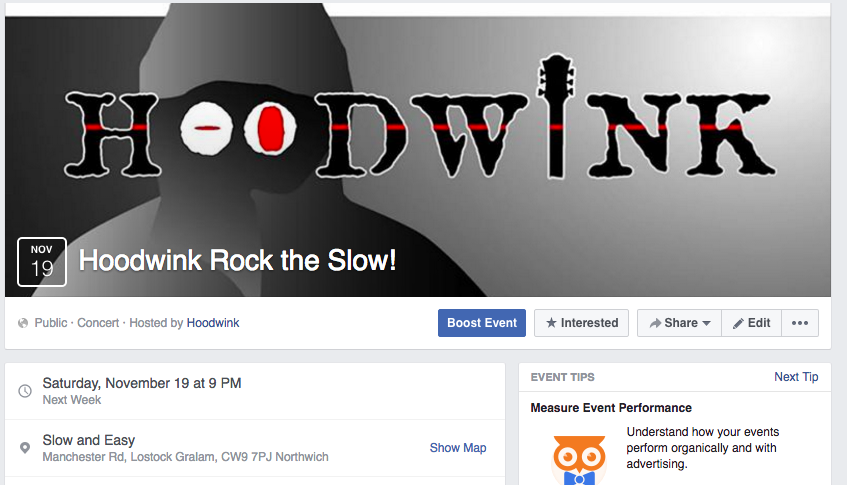 HOODWINK
NOV
19
Hoodwink Rock the Slow!
Public · Concert · Hosted by Hoodwink
Boost Event
★ Interested
Share
Edit
Saturday, November 19 at 9 PM
Next Week
Slow and Easy
Manchester Rd, Lostock Gralam, CW9 7PJ Northwich
Show Map
EVENT TIPS
Next Tip
Measure Event Performance
Understand how your events
perform organically and with
advertising.